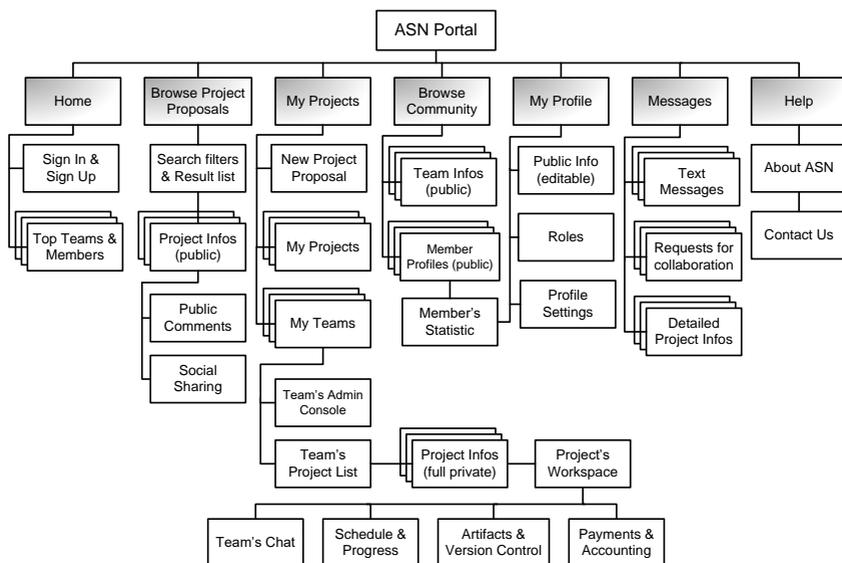 ASN Portal
Home
Browse Project
Proposals
My Projects
Browse
Community
My Profile
Messages
Help
Sign In &
Sign Up
Search filters
& Result list
New Project
Proposal
Team Infos
(public)
Public Info
(editable)
Text
Messages
About ASN
Top Teams &
Members
Project Infos
(public)
My Projects
Member
Profiles (public)
Roles
Requests for
collaboration
Contact Us
Public
Comments
My Teams
Member's
Statistic
Profile
Settings
Detailed
Project Infos
Social
Sharing
Team's Admin
Console
Team's
Project List
Project Infos
(full private)
Project's
Workspace
Team's Chat
Schedule &
Progress
Artifacts &
Version Control
Payments &
Accounting